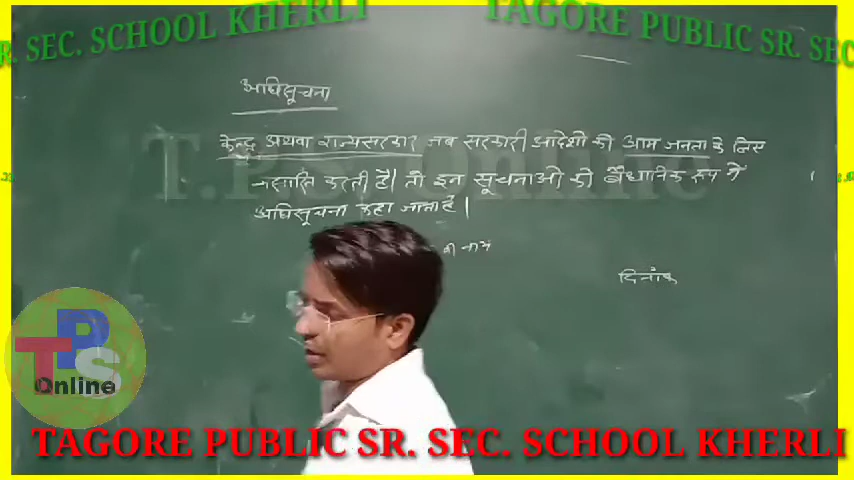 R. SEC. SCHOOL KHERLI
TAGORE PUBLIC SR. SEC
अधिसूचना
केन्द्र अथवा राज्यसरकार जब सरकारी आदेशो को आम जनता के लिए
करती है। तो इन सूचनाओ को वैधानिक रूप में
अधिसूचना कहा जाता है।
T.P.S Online
दिनांक
TPS
Online
TAGORE PUBLIC SR. SEC. SCHOOL KHERLI